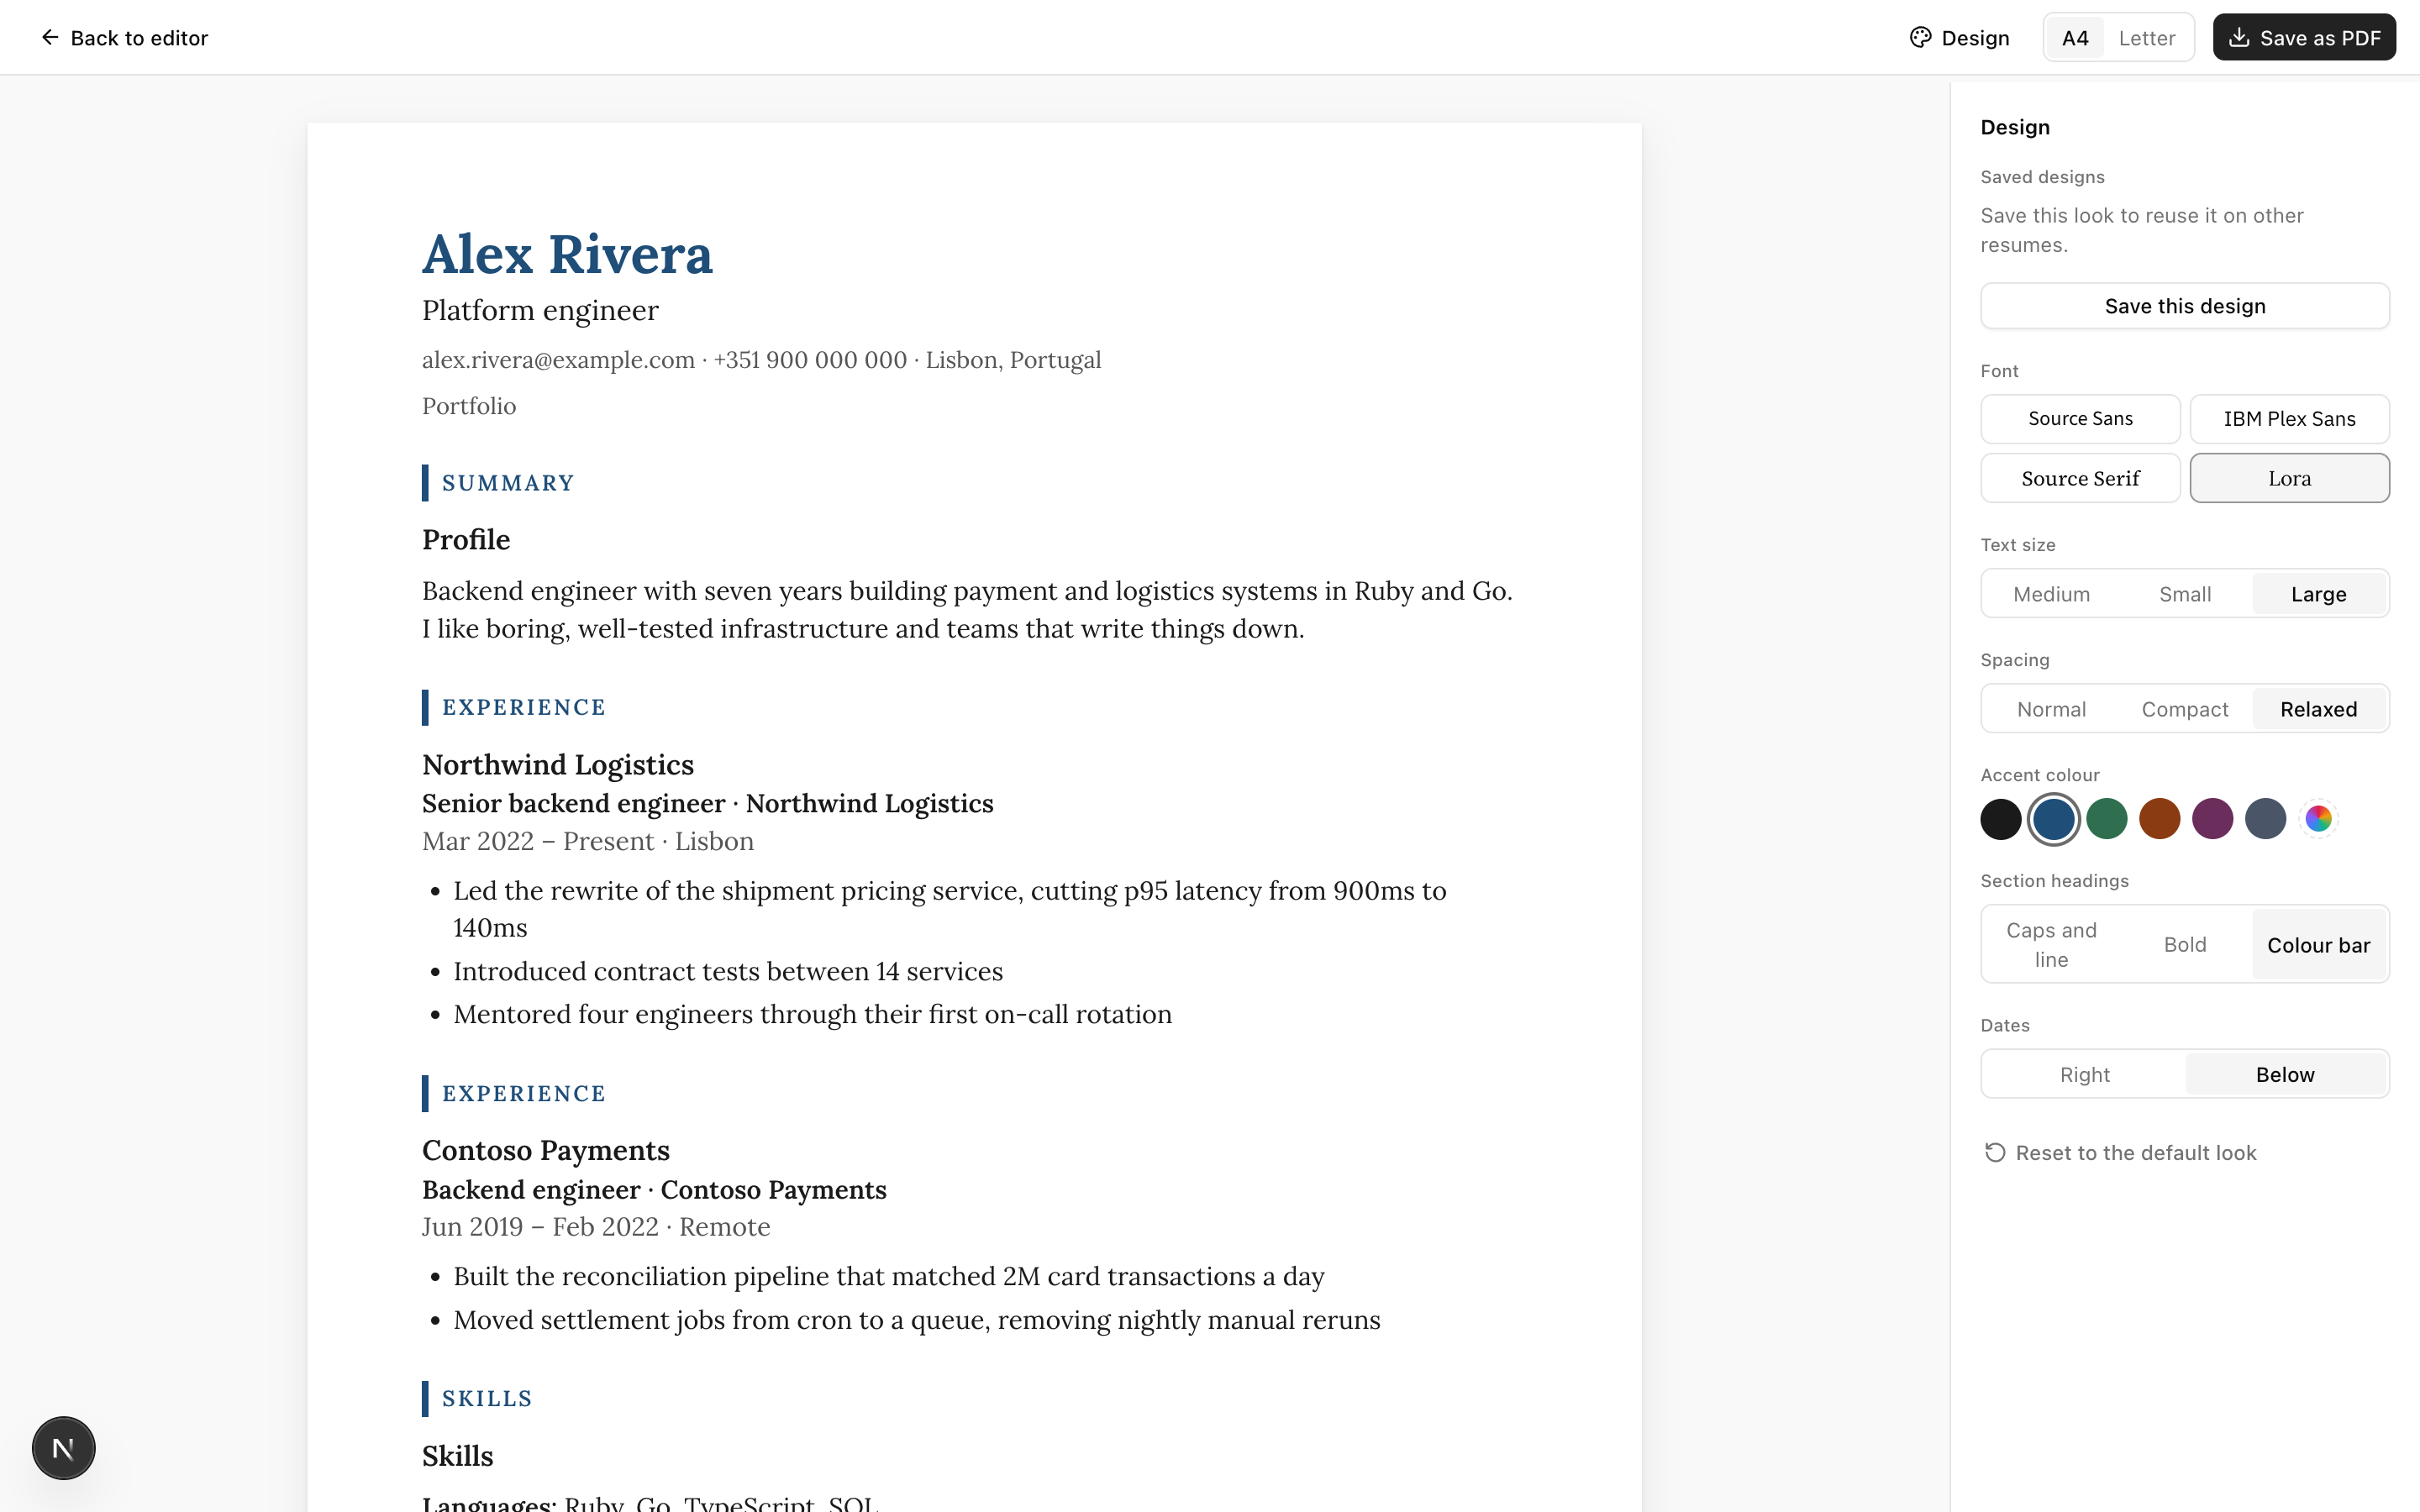 Back to editor
Design
A4
Letter
Save as PDF
Alex Rivera
Platform engineer
alex.rivera@example.com · +351 900 000 000 · Lisbon, Portugal
Portfolio
SUMMARY
Profile
Backend engineer with seven years building payment and logistics systems in Ruby and Go.
I like boring, well-tested infrastructure and teams that write things down.
EXPERIENCE
Northwind Logistics
Senior backend engineer · Northwind Logistics
Mar 2022 – Present · Lisbon
• Led the rewrite of the shipment pricing service, cutting p95 latency from 900ms to
140ms
• Introduced contract tests between 14 services
• Mentored four engineers through their first on-call rotation
EXPERIENCE
Contoso Payments
Backend engineer · Contoso Payments
Jun 2019 – Feb 2022 · Remote
• Built the reconciliation pipeline that matched 2M card transactions a day
• Moved settlement jobs from cron to a queue, removing nightly manual reruns
SKILLS
Skills
Languages: Ruby, Go, TypeScript, SQL
N
Design
Saved designs
Save this look to reuse it on other
resumes.
Save this design
Font
Source Sans
IBM Plex Sans
Source Serif
Lora
Text size
Medium
Small
Large
Spacing
Normal
Compact
Relaxed
Accent colour
Section headings
Caps and
line
Bold
Colour bar
Dates
Right
Below
Reset to the default look